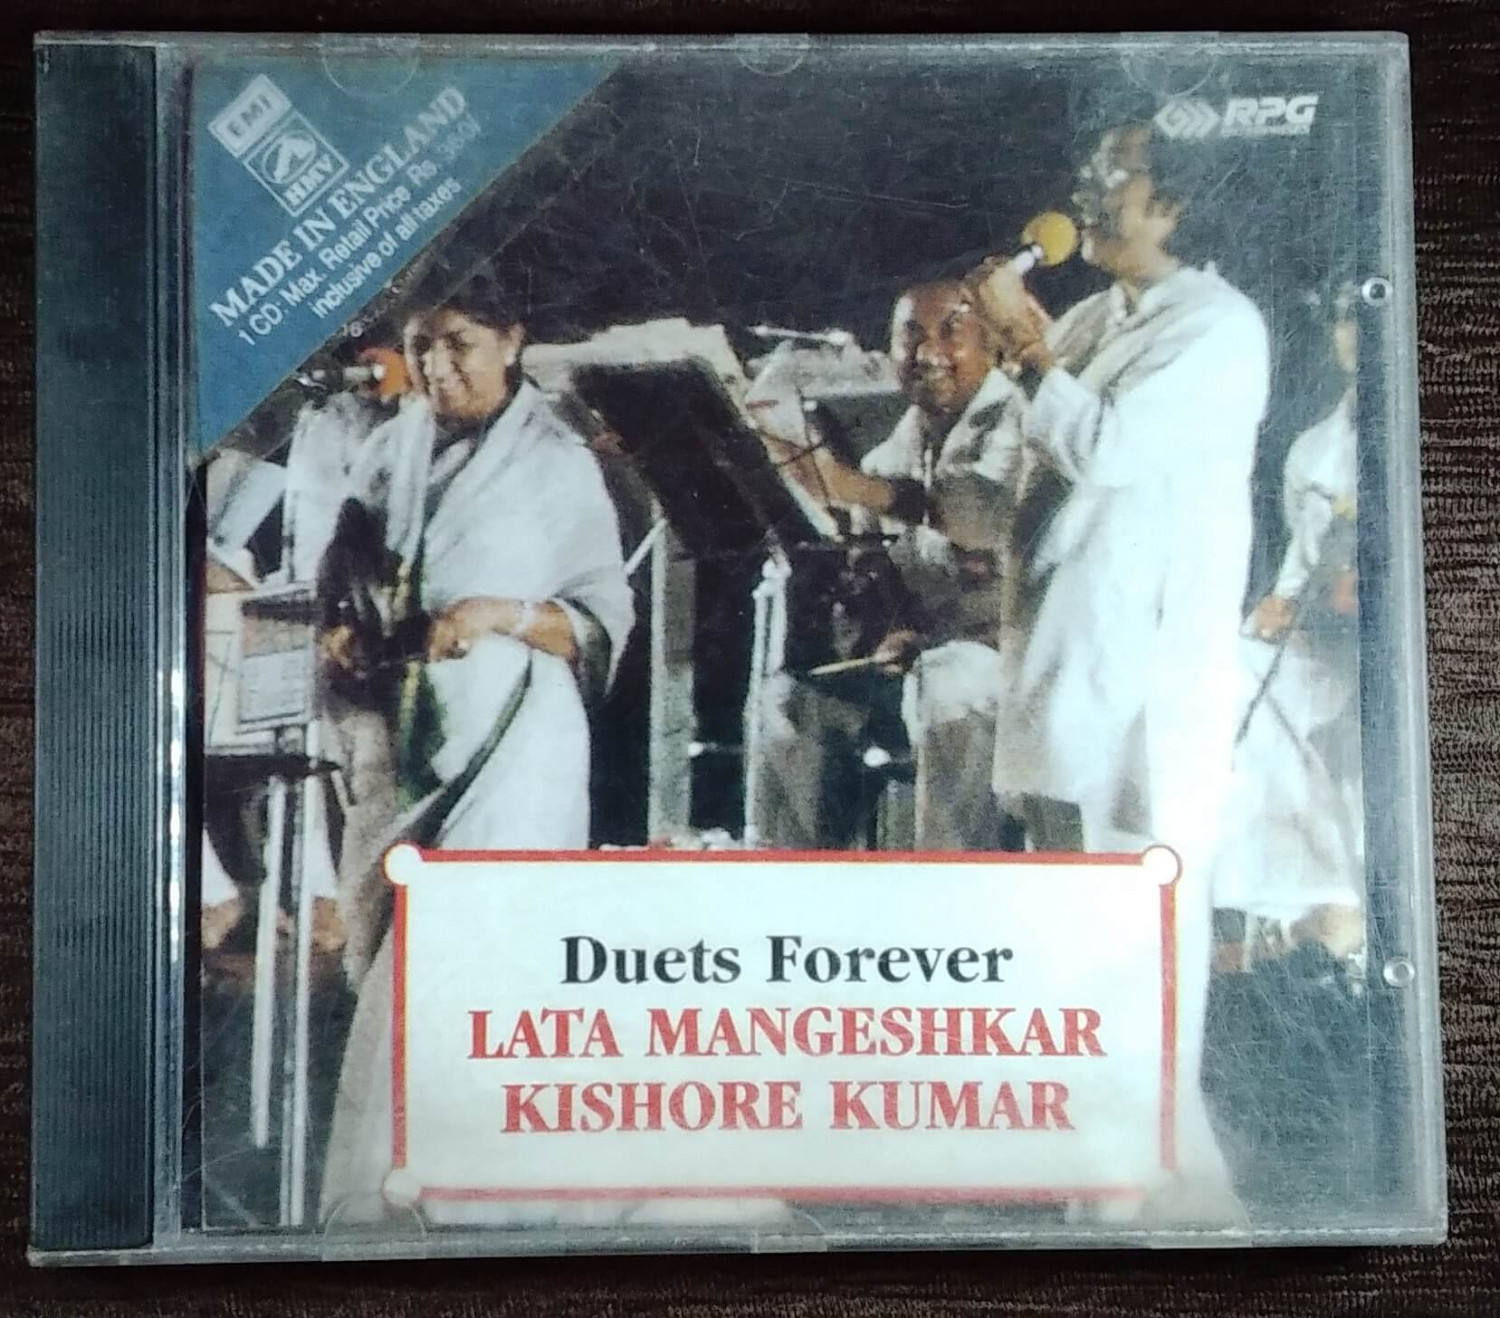 EMI
HMV
MADE IN ENGLAND
1 CD: Max. Retail Price Rs.
inclusive of all taxes
RPG
Duets Forever
LATA MANGESHKAR
KISHORE KUMAR